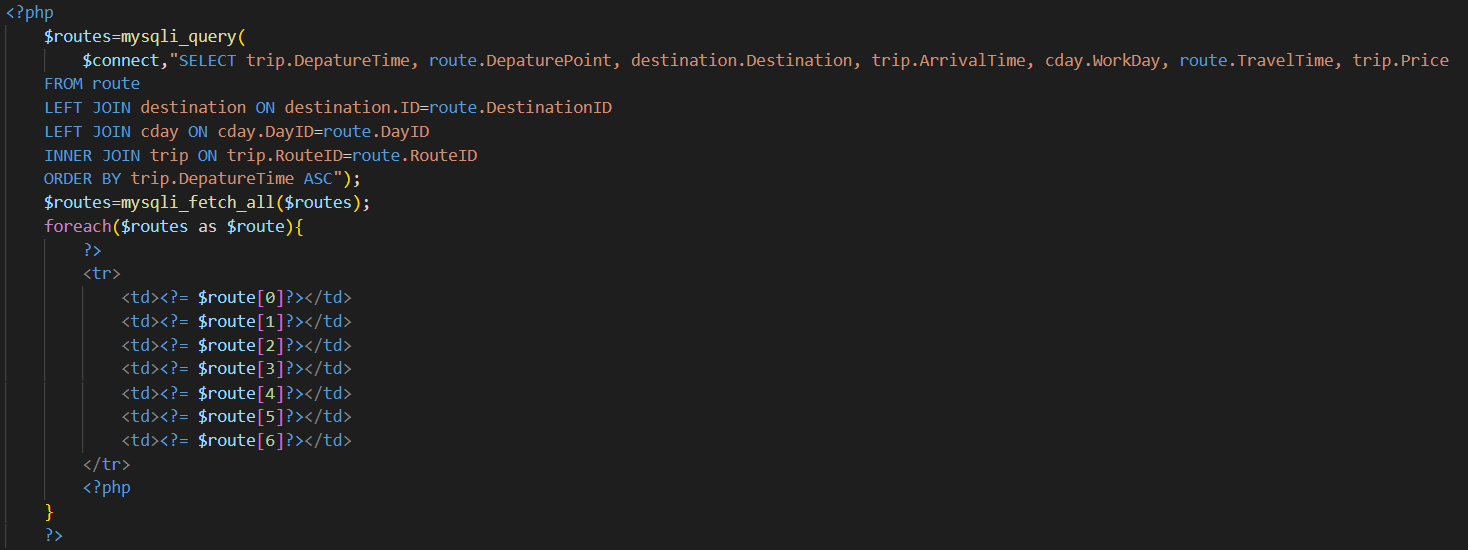 <?php
$routes=mysqli_query(
$connect,"SELECT trip.DepatureTime, route.DepaturePoint, destination.Destination, trip.ArrivalTime, cday.WorkDay, route.TravelTime, trip.Price
FROM route
LEFT JOIN destination ON destination.ID=route.DestinationID
LEFT JOIN cday ON cday.DayID=route.DayID
INNER JOIN trip ON trip.RouteID=route.RouteID
ORDER BY trip.DepatureTime ASC");
$routes=mysqli_fetch_all($routes);
foreach($routes as $route){
?>
<tr>
<td><?= $route[0]?></td>
<td><?= $route[1]?></td>
<td><?= $route[2]?></td>
<td><?= $route[3]?></td>
<td><?= $route[4]?></td>
<td><?= $route[5]?></td>
<td><?= $route[6]?></td>
</tr>
<?php
}
?>